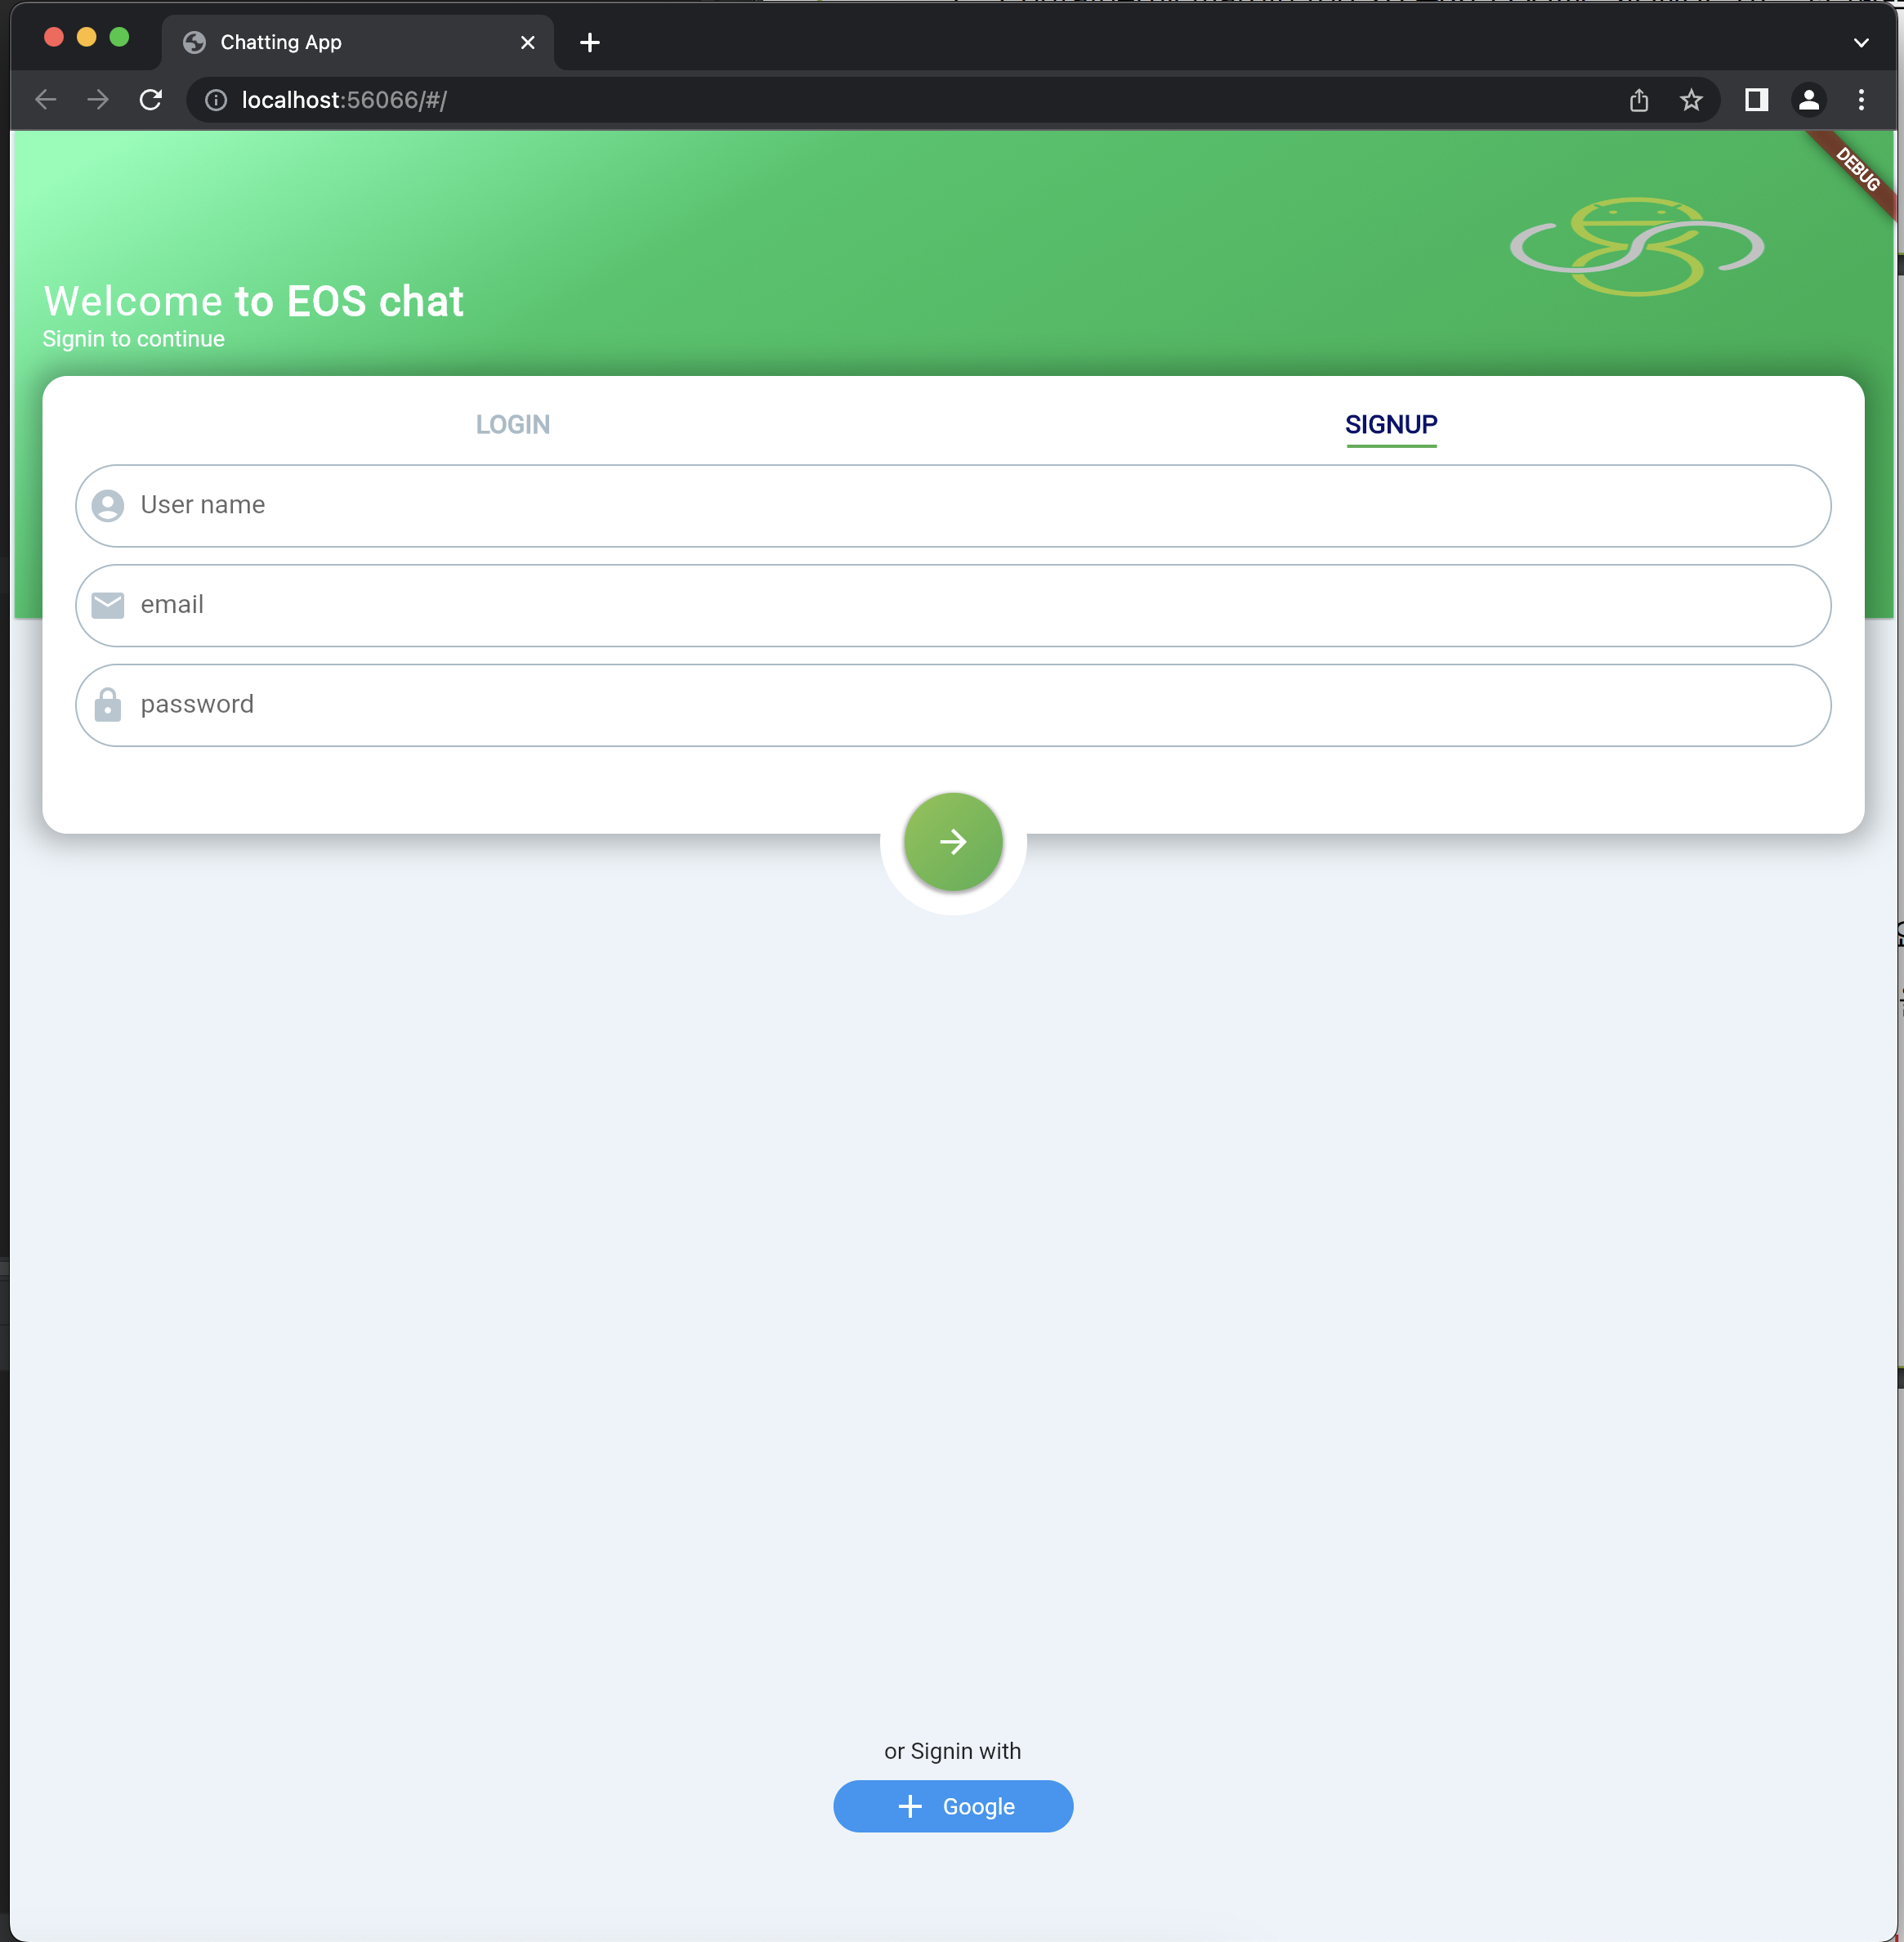 Chatting App
localhost:56066/#/
DEBUG
Welcome to EOS chat
Signin to continue
LOGIN
SIGNUP
User name
email
password
or Signin with
Google